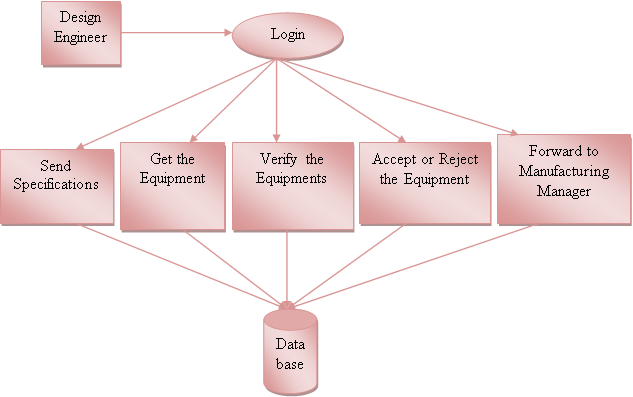 Design
Engineer
Login
Send
Specifications
Get the
Equipment
Verify the
Equipments
Accept or Reject
the Equipment
Forward to
Manufacturing
Manager
Data
base